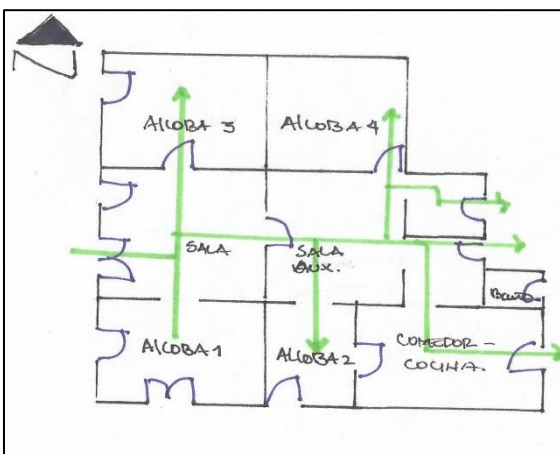 N
ALCOBA 3
ALCOBA 4
SALA
SALA
AUX.
Baño.
ALCOBA 1
ALCOBA 2
COMEDOR -
COCINA.